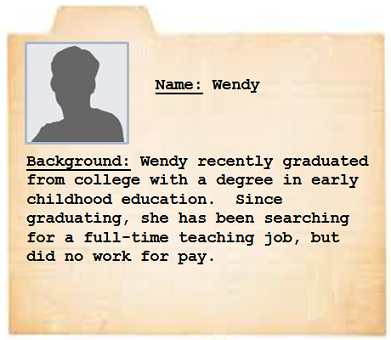 Name: Wendy
Background: Wendy recently graduated
from college with a degree in early
childhood education.  Since
graduating, she has been searching
for a full-time teaching job, but
did no work for pay.